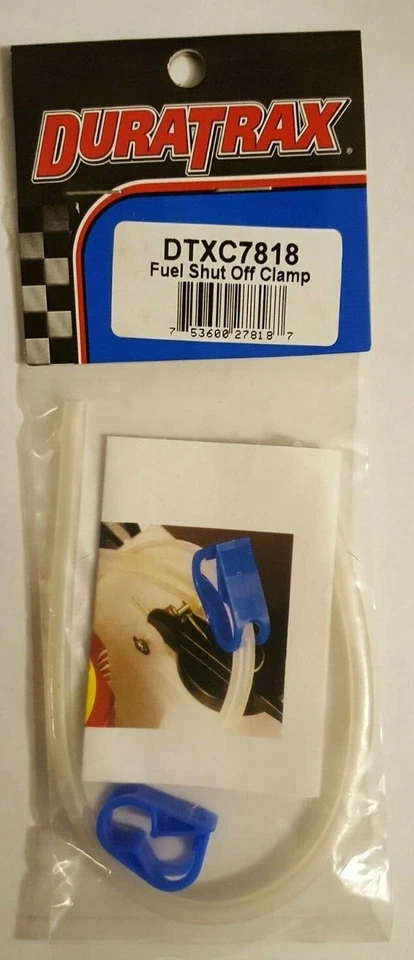 DURATRAX®
DTXC7818
Fuel Shut Off Clamp
7 53600 27818 7